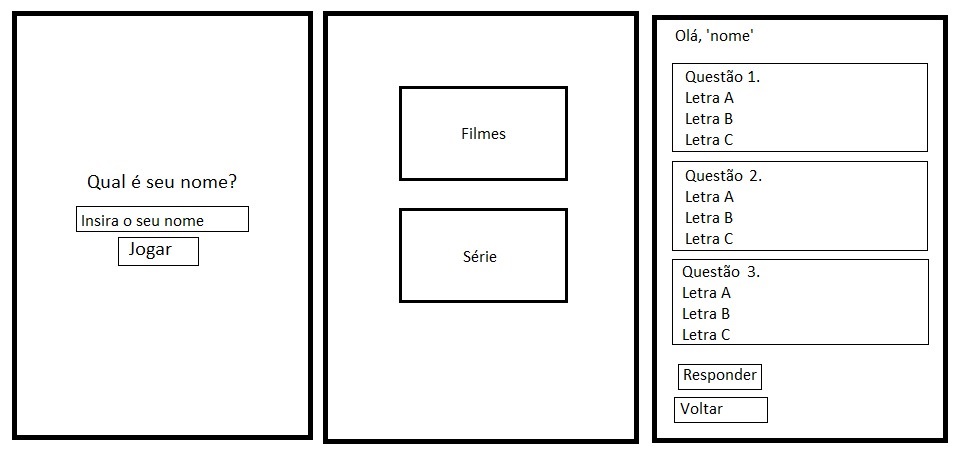 Qual é seu nome?
Insira o seu nome
Jogar
Filmes
Série
Olá, 'nome'
Questão 1.
Letra A
Letra B
Letra C
Questão 2.
Letra A
Letra B
Letra C
Questão 3.
Letra A
Letra B
Letra C
Responder
Voltar